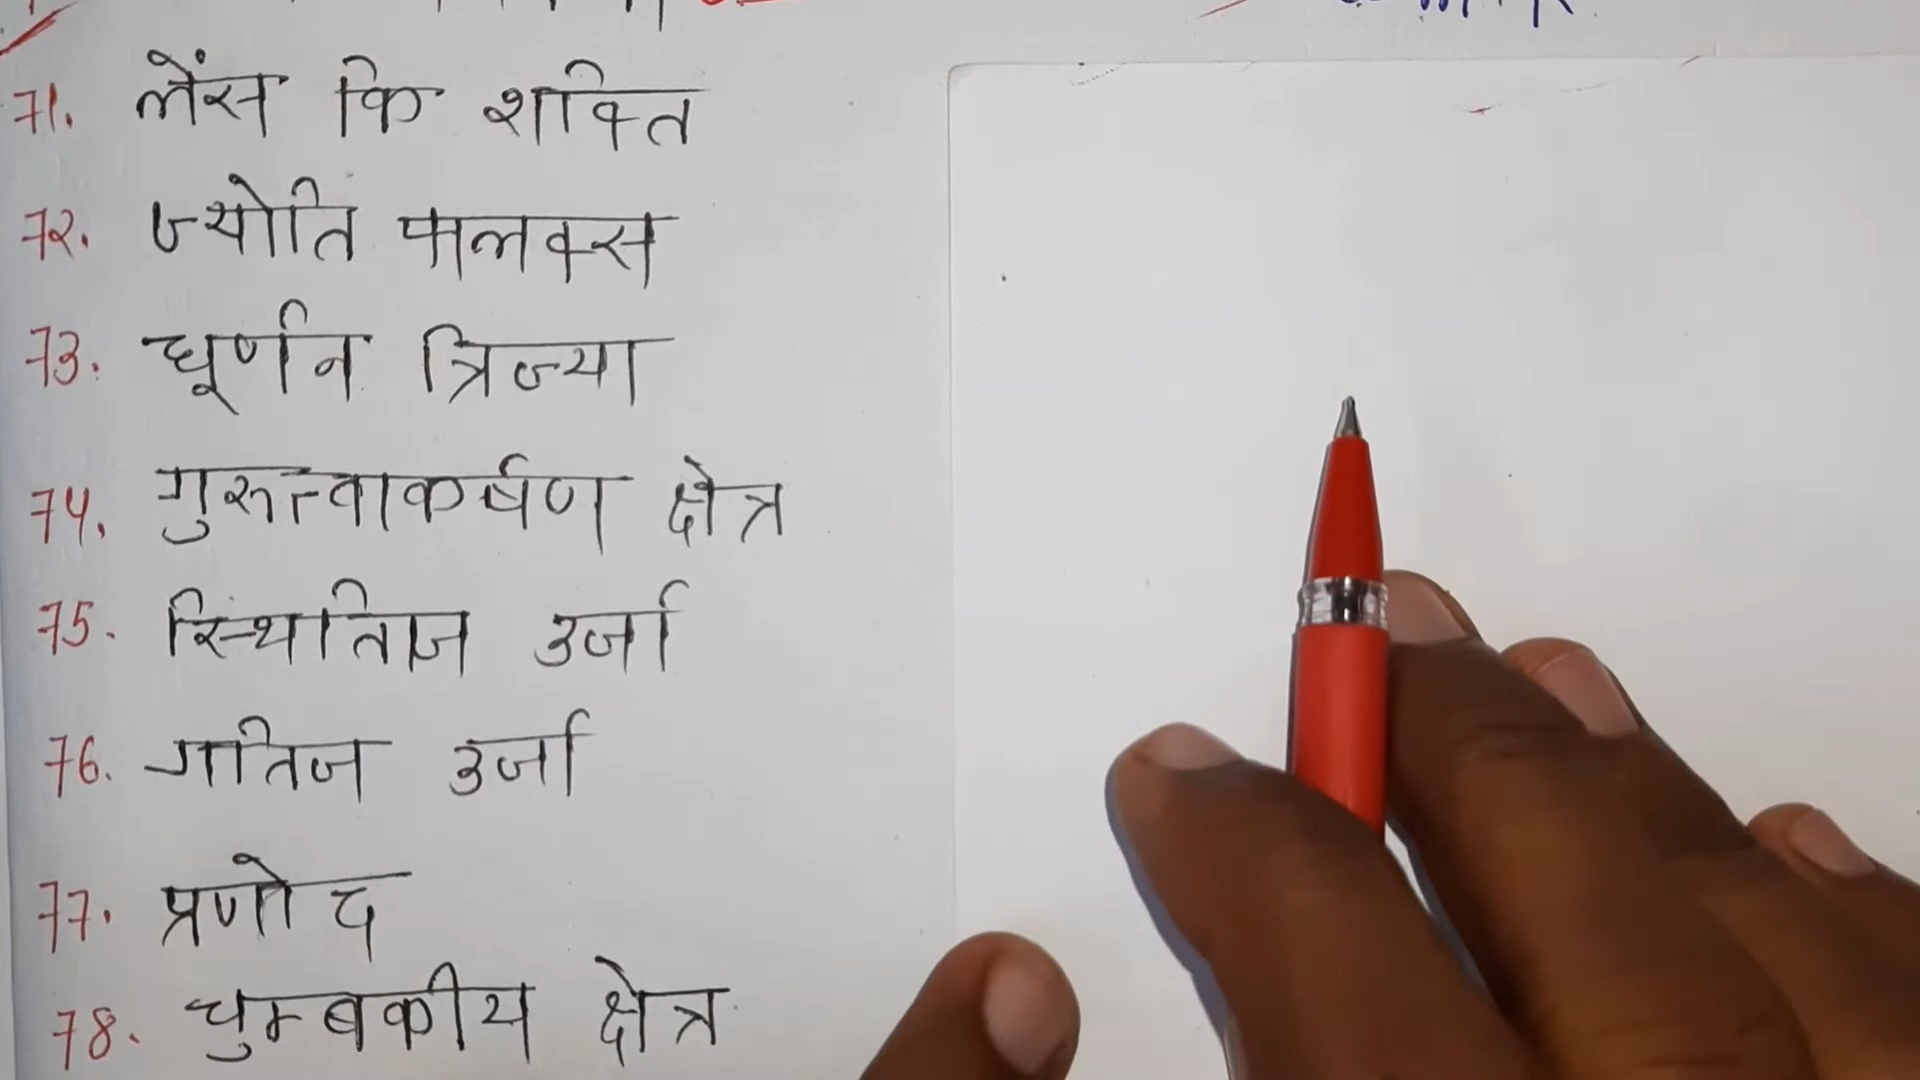 71. लेंस कि शक्ति
72. ज्योति फ्लक्स
73. घूर्णन त्रिज्या
74. गुरुत्वाकर्षण क्षेत्र
75. स्थितिज उर्जा
76. गतिज उर्जा
77. प्रणोद
78. चुम्बकीय क्षेत्र